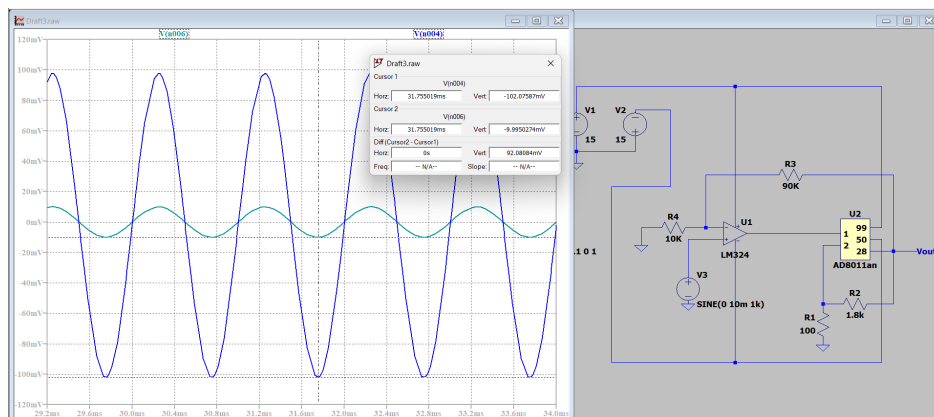 Draft3.raw
V(n006)
V(n004)
120mV
100mV
80mV
60mV
40mV
20mV
0mV
-20mV
-40mV
-60mV
-80mV
-100mV
-120mV
29.2ms 29.6ms 30.0ms 30.4ms 30.8ms 31.2ms 31.6ms 32.0ms 32.4ms 32.8ms 33.2ms 33.6ms 34.0ms
Draft3.raw
Cursor 1
V(n004)
Horz: 31.755019ms Vert: -102.07587mV
Cursor 2
V(n006)
Horz: 31.755019ms Vert: -9.9950274mV
Diff (Cursor2 - Cursor1)
Horz: 0s Vert: 92.08084mV
Freq: -- N/A-- Slope: -- N/A--
V1
15
V2
15
R3
90K
R4
10K
U1
LM324
V3
SINE(0 10m 1k)
.1 0 1
U2
1
2
99
50
28
AD8011an
Vou
R2
1.8k
R1
100